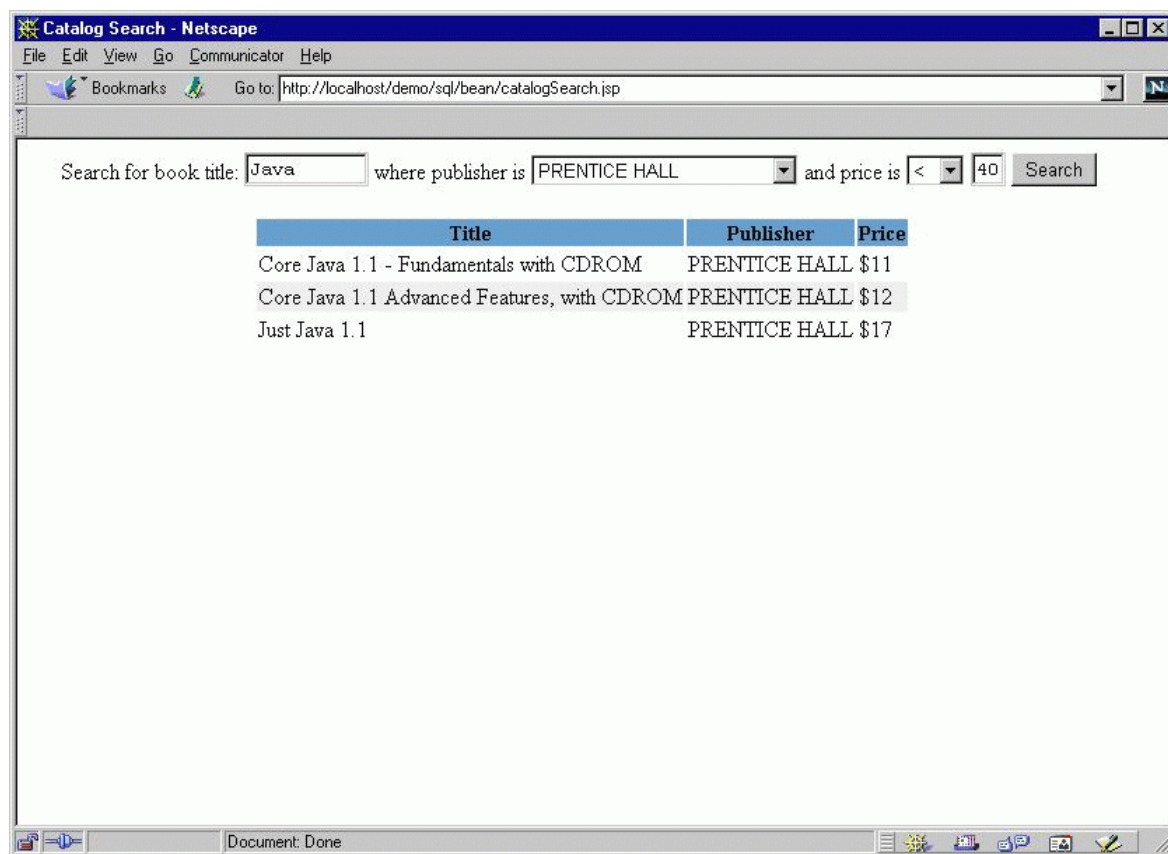 Catalog Search - Netscape
File Edit View Go Communicator Help
Bookmarks Go to: http://localhost/demo/sql/bean/catalogSearch.jsp N
Search for book title: Java where publisher is PRENTICE HALL and price is < 40 Search
Title Publisher Price
Core Java 1.1 - Fundamentals with CDROM PRENTICE HALL $11
Core Java 1.1 Advanced Features, with CDROM PRENTICE HALL $12
Just Java 1.1 PRENTICE HALL $17
Document: Done